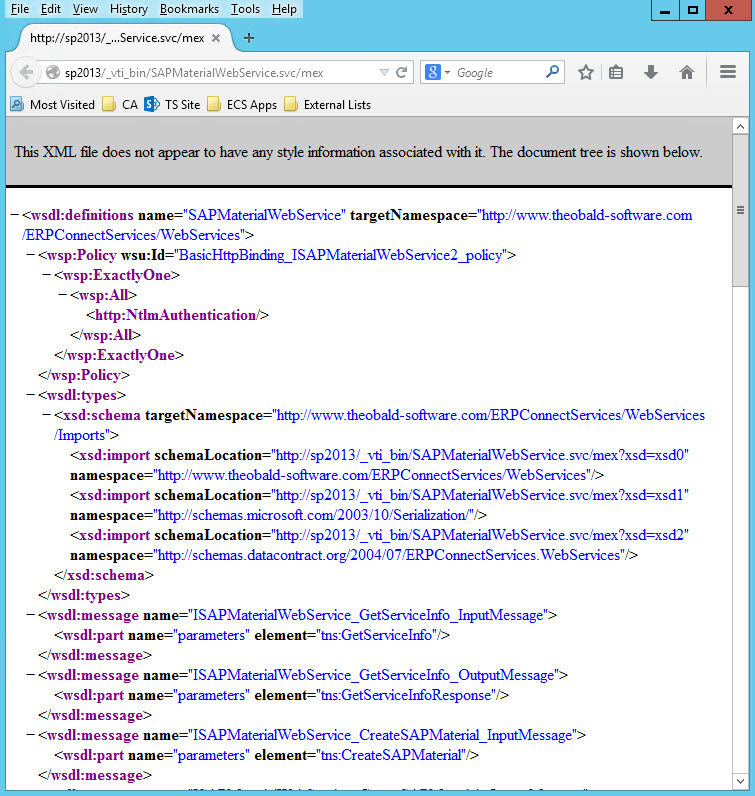 File Edit View History Bookmarks Tools Help
http://sp2013/_...Service.svc/mex
sp2013/_vti_bin/SAPMaterialWebService.svc/mex
Google
Most Visited CA TS Site ECS Apps External Lists
This XML file does not appear to have any style information associated with it. The document tree is shown below.
−<wsdl:definitions name="SAPMaterialWebService" targetNamespace="http://www.theobald-software.com
/ERPConnectServices/WebServices">
−<wsp:Policy wsu:Id="BasicHttpBinding_ISAPMaterialWebService2_policy">
−<wsp:ExactlyOne>
−<wsp:All>
<http:NtlmAuthentication/>
</wsp:All>
</wsp:ExactlyOne>
</wsp:Policy>
−<wsdl:types>
−<xsd:schema targetNamespace="http://www.theobald-software.com/ERPConnectServices/WebServices
/Imports">
<xsd:import schemaLocation="http://sp2013/_vti_bin/SAPMaterialWebService.svc/mex?xsd=xsd0"
namespace="http://www.theobald-software.com/ERPConnectServices/WebServices"/>
<xsd:import schemaLocation="http://sp2013/_vti_bin/SAPMaterialWebService.svc/mex?xsd=xsd1"
namespace="http://schemas.microsoft.com/2003/10/Serialization/"/>
<xsd:import schemaLocation="http://sp2013/_vti_bin/SAPMaterialWebService.svc/mex?xsd=xsd2"
namespace="http://schemas.datacontract.org/2004/07/ERPConnectServices.WebServices"/>
</xsd:schema>
</wsdl:types>
−<wsdl:message name="ISAPMaterialWebService_GetServiceInfo_InputMessage">
<wsdl:part name="parameters" element="tns:GetServiceInfo"/>
</wsdl:message>
−<wsdl:message name="ISAPMaterialWebService_GetServiceInfo_OutputMessage">
<wsdl:part name="parameters" element="tns:GetServiceInfoResponse"/>
</wsdl:message>
−<wsdl:message name="ISAPMaterialWebService_CreateSAPMaterial_InputMessage">
<wsdl:part name="parameters" element="tns:CreateSAPMaterial"/>
</wsdl:message>